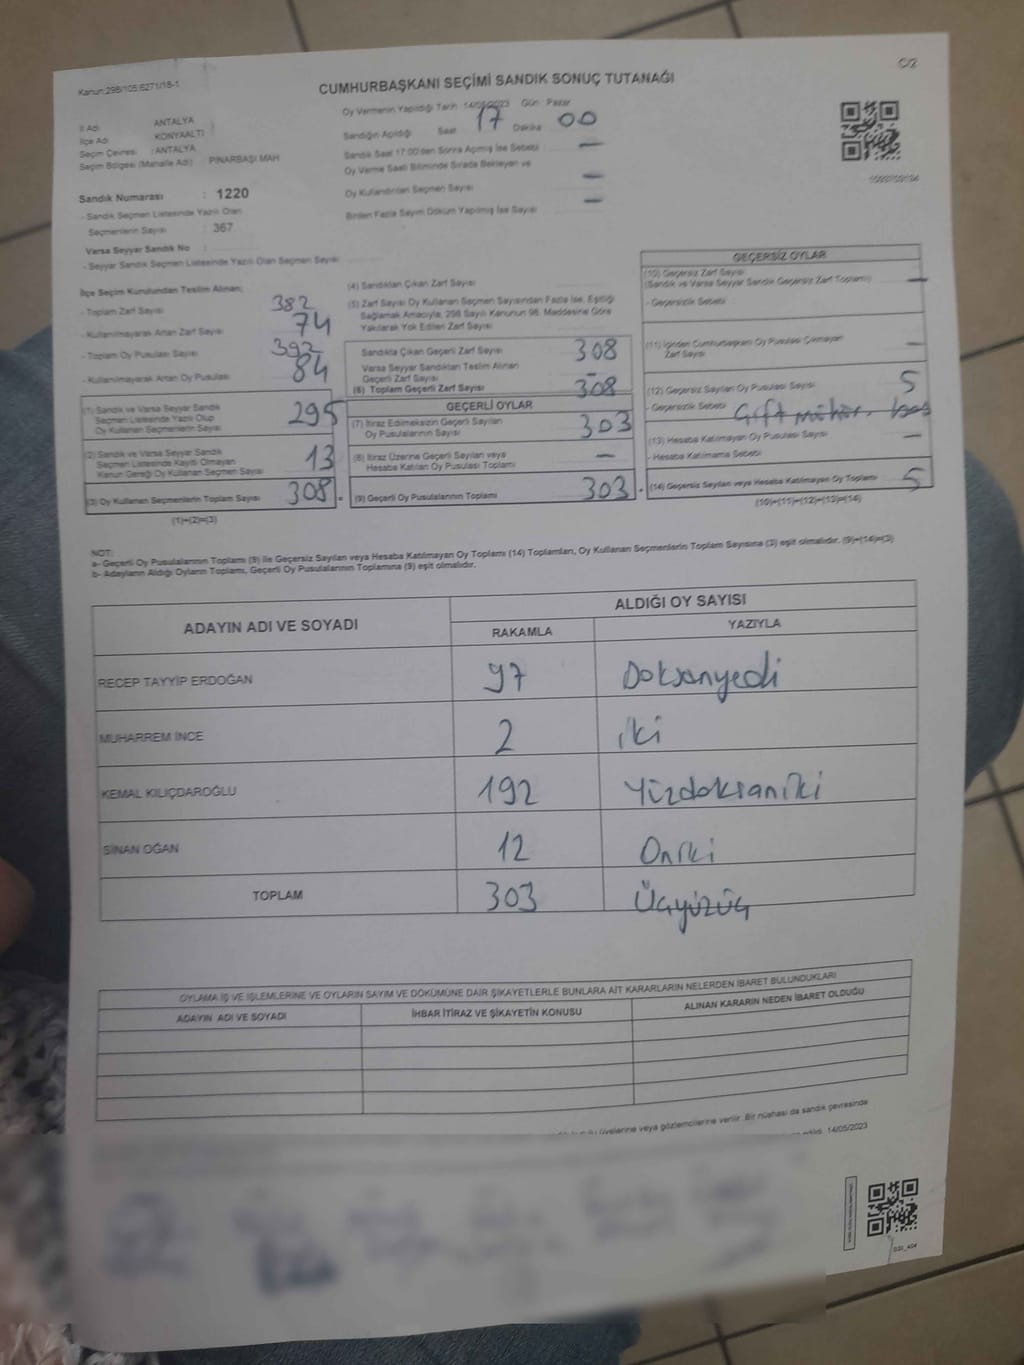 Kanun:298/105;6271/18-1
C/2
CUMHURBAŞKANI SEÇİMİ SANDIK SONUÇ TUTANAĞI
İl Adı ANTALYA
İlçe Adı KONYAALTI
Seçim Çevresi : ANTALYA
Seçim Bölgesi (Mahalle Adı) PINARBAŞI MAH
Oy Vermenin Yapıldığı Tarih 14/05/2023 Gün Pazar
Sandığın Açıldığı Saat 17 Dakika 00
Sandık Saat 17:00'den Sonra Açılmış İse Sebebi —
Oy Verme Saati Bitiminde Sırada Bekleyen ve
Oy Kullandırılan Seçmen Sayısı —
Birden Fazla Sayım Döküm Yapılmış İse Sayısı —
Sandık Numarası : 1220
- Sandık Seçmen Listesinde Yazılı Olan
Seçmenlerin Sayısı : 367
Varsa Seyyar Sandık No :
- Seyyar Sandık Seçmen Listesinde Yazılı Olan Seçmen Sayısı
İlçe Seçim Kurulundan Teslim Alınan;
- Toplam Zarf Sayısı 382
- Kullanılmayarak Artan Zarf Sayısı 74
- Toplam Oy Pusulası Sayısı 392
- Kullanılmayarak Artan Oy Pusulası 84
(1) Sandık ve Varsa Seyyar Sandık
Seçmen Listesinde Yazılı Olup
Oy Kullanan Seçmenlerin Sayısı 295
(2) Sandık ve Varsa Seyyar Sandık
Seçmen Listesinde Kayıtlı Olmayan
Kanun Gereği Oy Kullanan Seçmen Sayısı 13
(3) Oy Kullanan Seçmenlerin Toplam Sayısı 308 =
(1)+(2)=(3)
(4) Sandıktan Çıkan Zarf Sayısı
(5) Zarf Sayısı Oy Kullanan Seçmen Sayısından Fazla İse, Eşitliği
Sağlamak Amacıyla, 298 Sayılı Kanunun 98. Maddesine Göre
Yakılarak Yok Edilen Zarf Sayısı
Sandıkta Çıkan Geçerli Zarf Sayısı 308
Varsa Seyyar Sandıktan Teslim Alınan
Geçerli Zarf Sayısı —
(6) Toplam Geçerli Zarf Sayısı 308
GEÇERLİ OYLAR
(7) İtiraz Edilmeksizin Geçerli Sayılan
Oy Pusulalarının Sayısı 303
(8) İtiraz Üzerine Geçerli Sayılan veya
Hesaba Katılan Oy Pusulası Toplamı —
(9) Geçerli Oy Pusulalarının Toplamı 303 +
GEÇERSİZ OYLAR
(10) Geçersiz Zarf Sayısı
(Sandık ve Varsa Seyyar Sandık Geçersiz Zarf Toplamı) —
- Geçersizlik Sebebi
(11) İçinden Cumhurbaşkanı Oy Pusulası Çıkmayan
Zarf Sayısı —
(12) Geçersiz Sayılan Oy Pusulası Sayısı 5
- Geçersizlik Sebebi Çift mühür, boş
(13) Hesaba Katılmayan Oy Pusulası Sayısı —
- Hesaba Katılmama Sebebi
(14) Geçersiz Sayılan veya Hesaba Katılmayan Oy Toplamı 5
(10)+(11)+(12)+(13)=(14)
NOT:
a- Geçerli Oy Pusulalarının Toplamı (9) ile Geçersiz Sayılan veya Hesaba Katılmayan Oy Toplamı (14) Toplamları, Oy Kullanan Seçmenlerin Toplam Sayısına (3) eşit olmalıdır. (9)+(14)=(3)
b- Adayların Aldığı Oyların Toplamı, Geçerli Oy Pusulalarının Toplamına (9) eşit olmalıdır.
ADAYIN ADI VE SOYADI ALDIĞI OY SAYISI
RAKAMLA YAZIYLA
RECEP TAYYİP ERDOĞAN 97 Doksanyedi
MUHARREM İNCE 2 iki
KEMAL KILIÇDAROĞLU 192 Yüzdoksaniki
SİNAN OĞAN 12 Oniki
TOPLAM 303 Üçyüzüç
OYLAMA İŞ VE İŞLEMLERİNE VE OYLARIN SAYIM VE DÖKÜMÜNE DAİR ŞİKAYETLERLE BUNLARA AİT KARARLARIN NELERDEN İBARET BULUNDUKLARI
ADAYIN ADI VE SOYADI İHBAR İTİRAZ VE ŞİKAYETİN KONUSU ALINAN KARARIN NEDEN İBARET OLDUĞU
üyelerine veya gözlemcilerine verilir. Bir nüshası da sandık çevresinde
14/05/2023